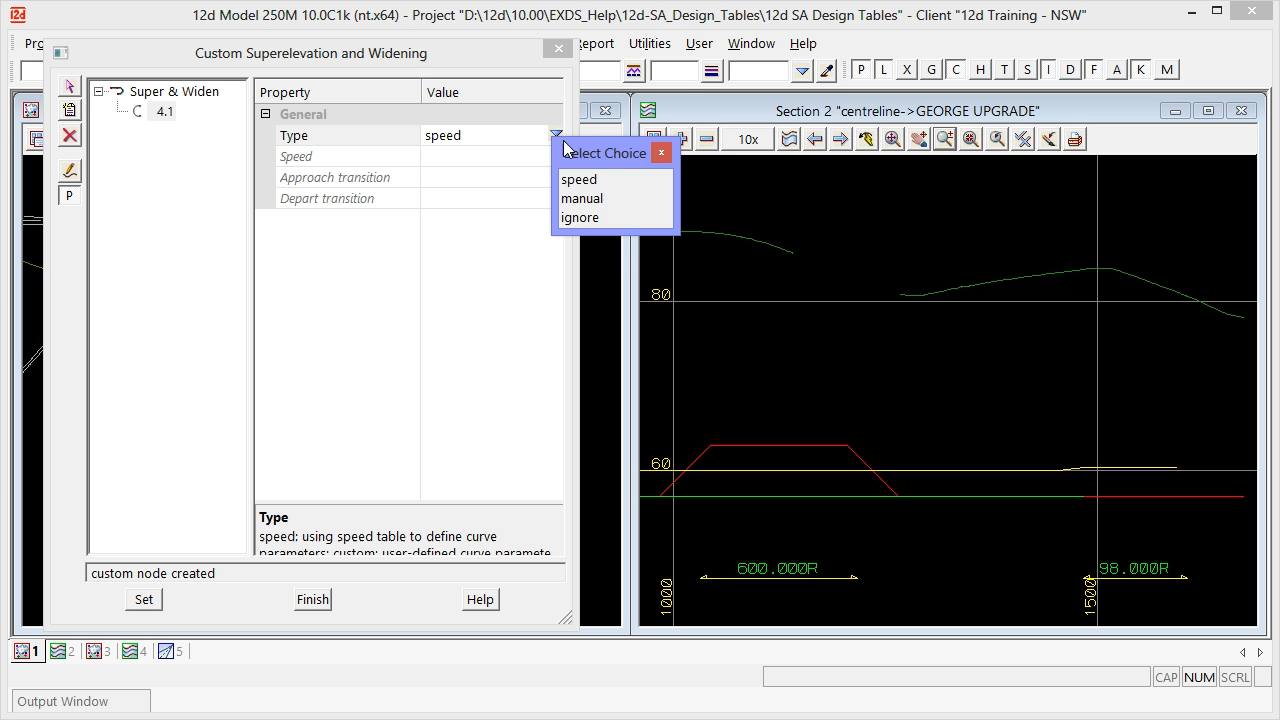 12d Model 230M 10.0C1k (nt.x64) - Project "D:\12d\10.00\EXDS_Help\12d-SA_Design_Tables\12d SA Design Tables" - Client "12d Training - NSW"
Utilities User Window Help
P L X G C H T S I D F A K M
Custom Superelevation and Widening
Super & Widen
4.1
Property Value
General
Type speed
Speed
Approach transition
Depart transition
Select Choice
speed
manual
ignore
Type
speed: using speed table to define curve
parameters; custom: user-defined curve paramete
custom node created
Set Finish Help
Section 2 "centreline->GEORGE UPGRADE"
10x
80
60
600.000R
98.000R
1000
1500
1 2 3 4 5
CAP NUM SCRL
Output Window